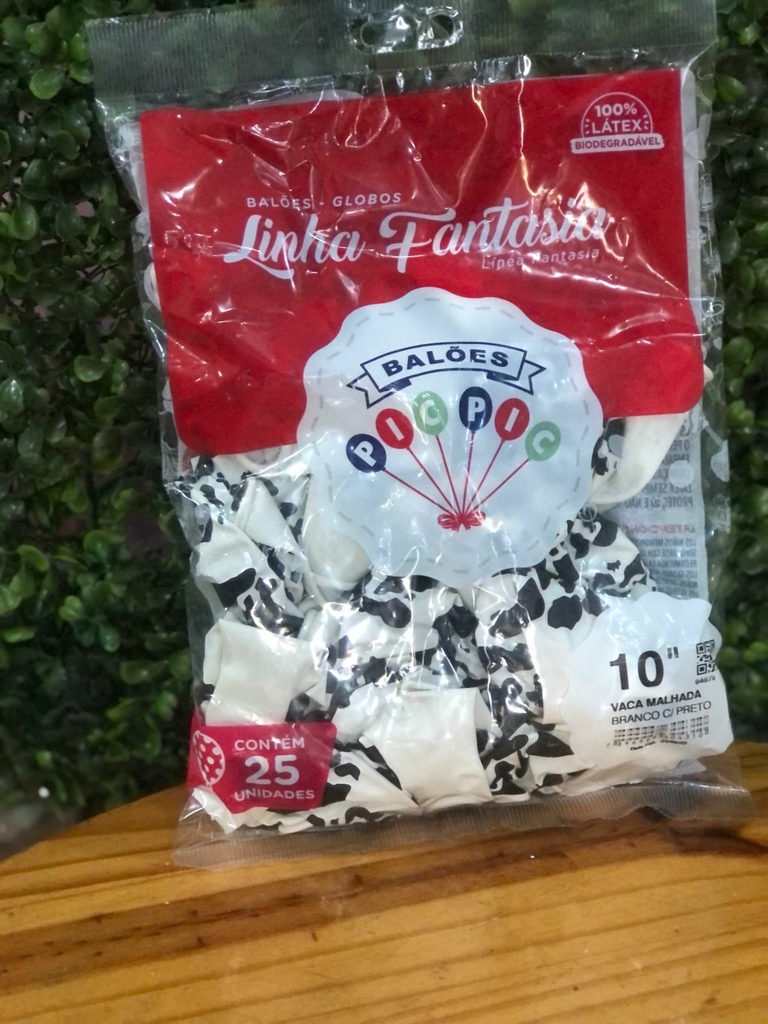 100%
LÁTEX
BIODEGRADÁVEL
BALÕES - GLOBOS
Linha Fantasia
Línea Fantasia
BALÕES
PIC PIC
10"
VACA MALHADA
BRANCO C/ PRETO
CONTÉM
25
UNIDADES